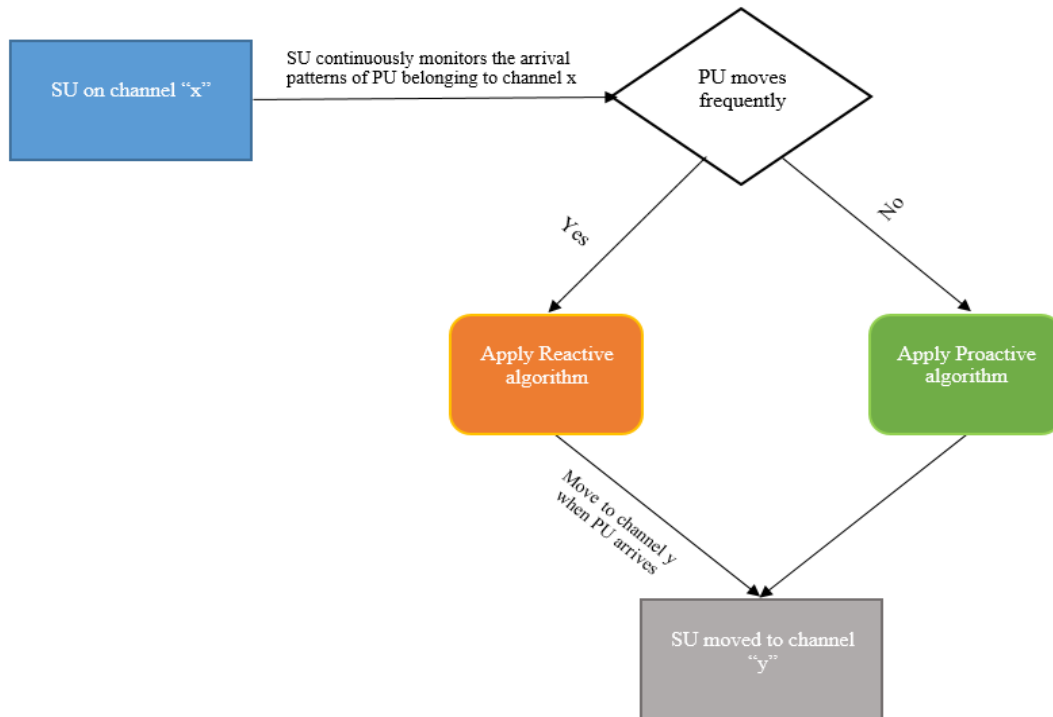 SU on channel “x”
SU continuously monitors the arrival
patterns of PU belonging to channel x
PU moves
frequently
Yes
No
Apply Reactive
algorithm
Apply Proactive
algorithm
Move to channel y
when PU arrives
SU moved to channel
“y”